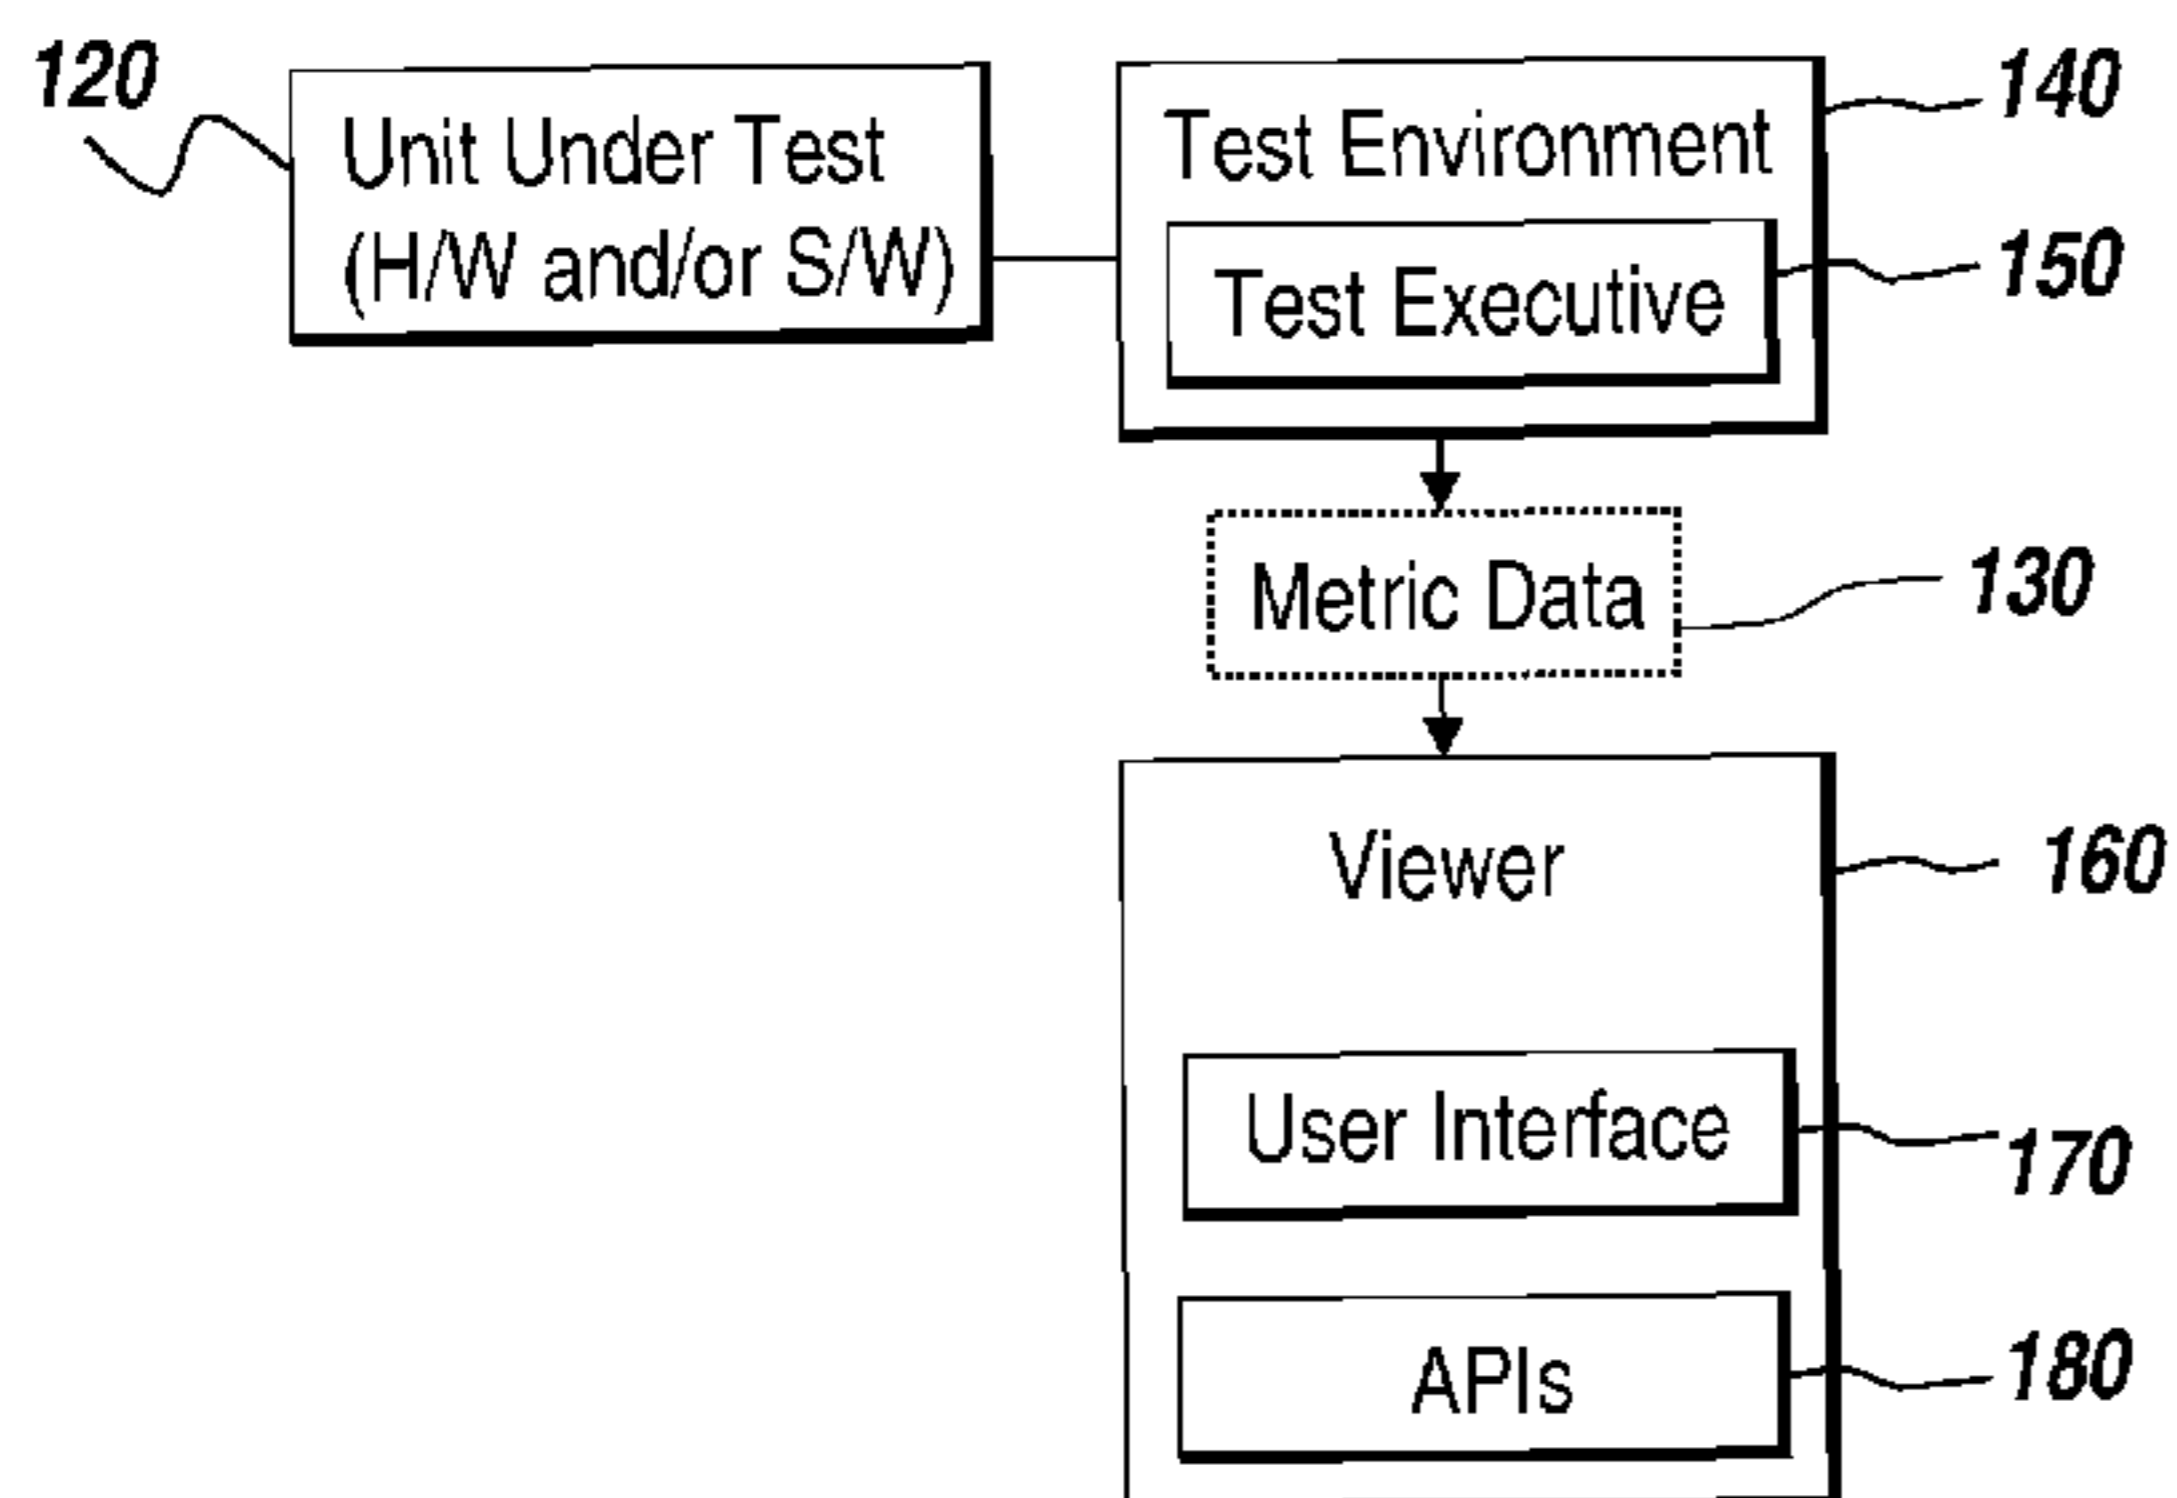 120
Unit Under Test
(H/W and/or S/W)
Test Environment
140
Test Executive
150
Metric Data
130
Viewer
160
User Interface
170
APIs
180